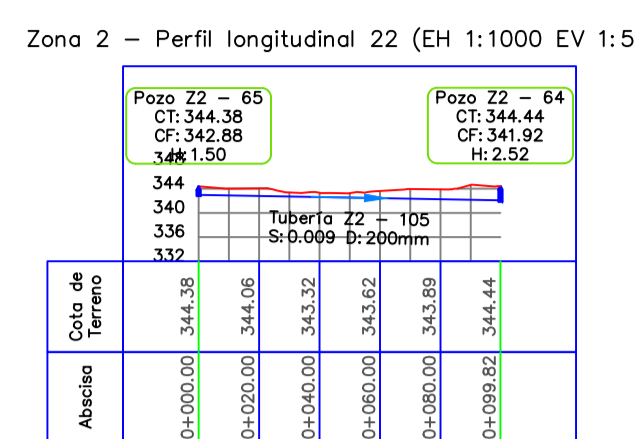 Zona 2 - Perfil longitudinal 22 (EH 1:1000 EV 1:5
Pozo Z2 - 65
CT: 344.38
CF: 342.88
H: 1.50
Pozo Z2 - 64
CT: 344.44
CF: 341.92
H: 2.52
348
344
340
336
332
Tubería Z2 - 105
S: 0.009 D: 200mm
Cota de
Terreno
344.38
344.06
343.32
343.62
343.89
344.44
Abscisa
0+000.00
0+020.00
0+040.00
0+060.00
0+080.00
0+099.82